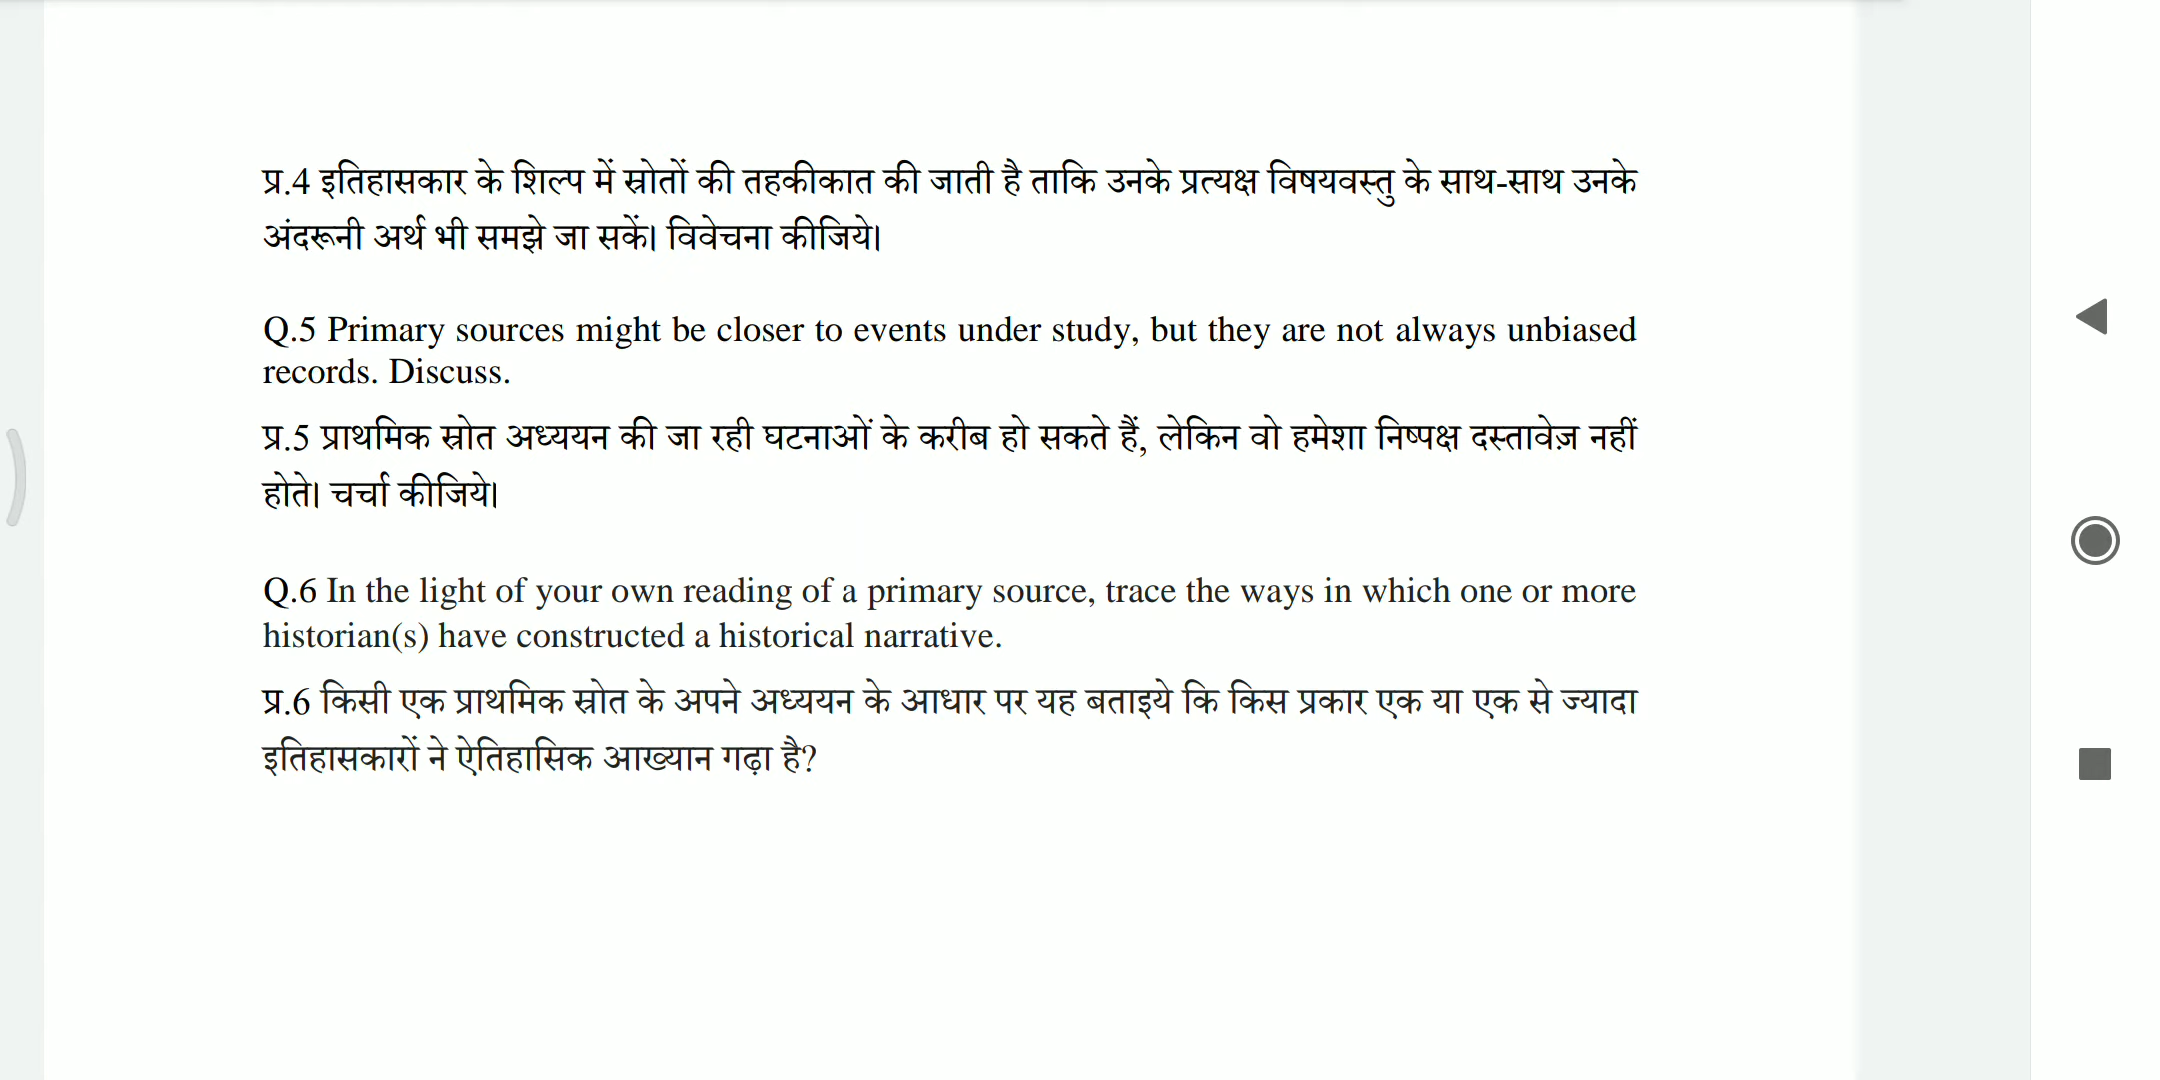 प्र.4 इतिहासकार के शिल्प में स्रोतों की तहकीकात की जाती है ताकि उनके प्रत्यक्ष विषयवस्तु के साथ-साथ उनके
अंदरूनी अर्थ भी समझे जा सकें। विवेचना कीजिये।
Q.5 Primary sources might be closer to events under study, but they are not always unbiased
records. Discuss.
प्र.5 प्राथमिक स्रोत अध्ययन की जा रही घटनाओं के करीब हो सकते हैं, लेकिन वो हमेशा निष्पक्ष दस्तावेज़ नहीं
होते। चर्चा कीजिये।
Q.6 In the light of your own reading of a primary source, trace the ways in which one or more
historian(s) have constructed a historical narrative.
प्र.6 किसी एक प्राथमिक स्रोत के अपने अध्ययन के आधार पर यह बताइये कि किस प्रकार एक या एक से ज्यादा
इतिहासकारों ने ऐतिहासिक आख्यान गढ़ा है?